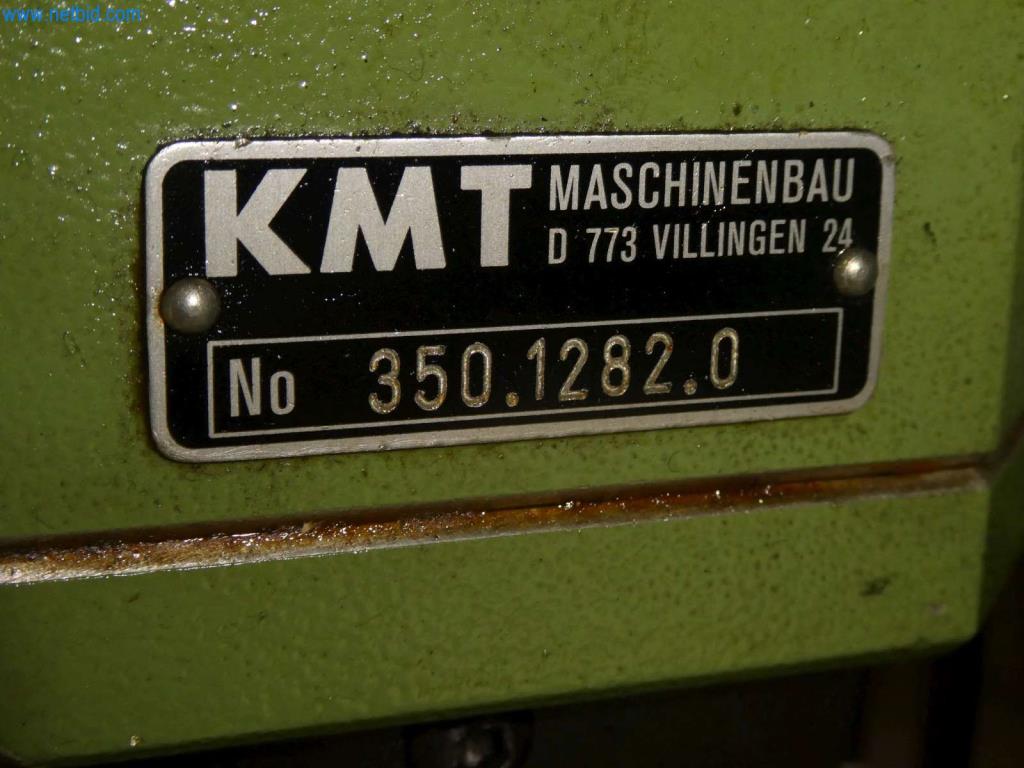 www.netbid.com
KMT MASCHINENBAU
D 773 VILLINGEN 24
No 350.1282.0